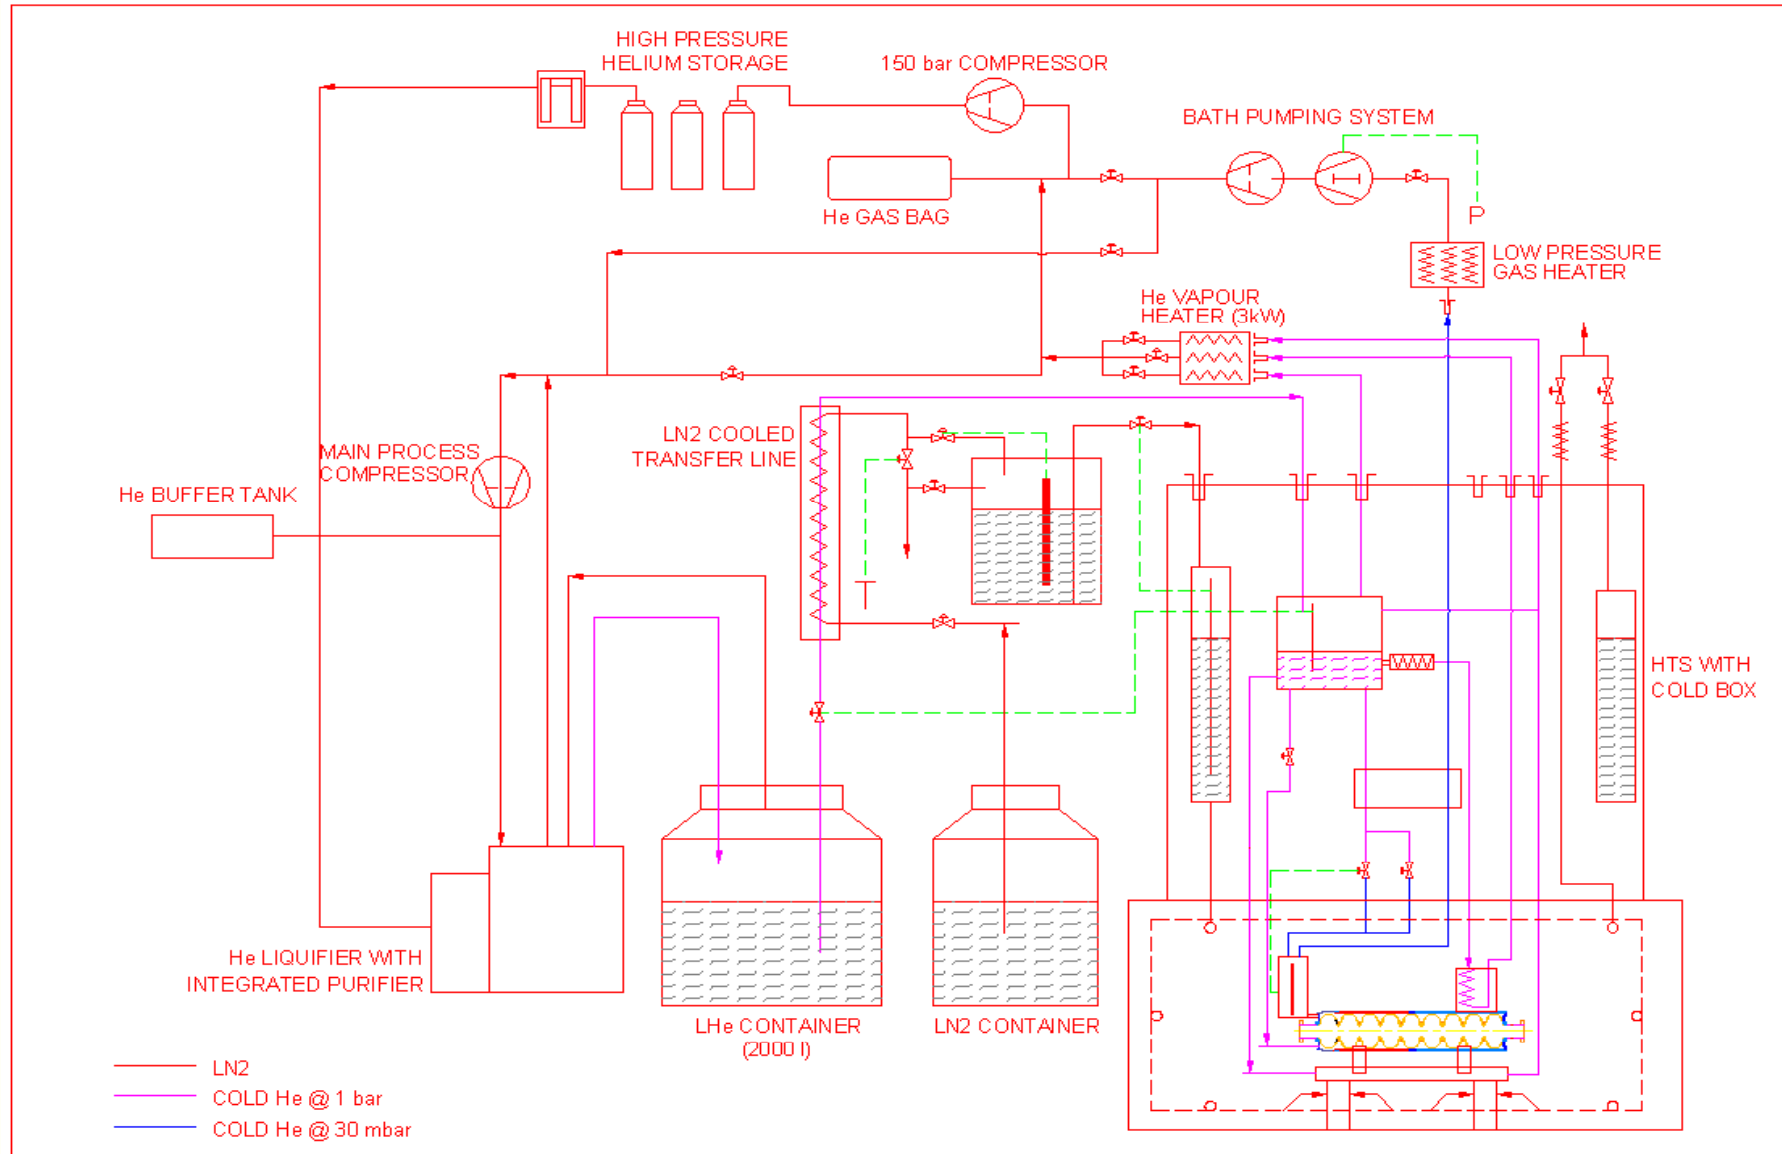 HIGH PRESSURE
HELIUM STORAGE
150 bar COMPRESSOR
BATH PUMPING SYSTEM
He GAS BAG
P
LOW PRESSURE
GAS HEATER
He VAPOUR
HEATER (3kW)
LN2 COOLED
TRANSFER LINE
MAIN PROCESS
COMPRESSOR
He BUFFER TANK
T
HTS WITH
COLD BOX
He LIQUIFIER WITH
INTEGRATED PURIFIER
LHe CONTAINER
(2000 l)
LN2 CONTAINER
LN2
COLD He @ 1 bar
COLD He @ 30 mbar